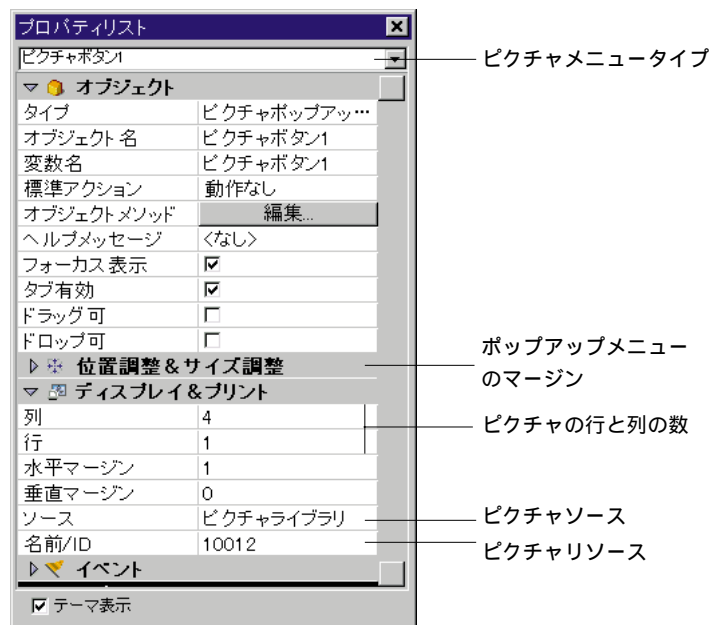 プロパティリスト
ピクチャボタン1
ピクチャメニュータイプ
オブジェクト
タイプ ピクチャポップアッ…
オブジェクト名 ピクチャボタン1
変数名 ピクチャボタン1
標準アクション 動作なし
オブジェクトメソッド 編集...
ヘルプメッセージ <なし>
フォーカス表示
タブ有効
ドラッグ可
ドロップ可
位置調整&サイズ調整
ポップアップメニュー
のマージン
ディスプレイ&プリント
列 4
行 1
ピクチャの行と列の数
水平マージン 1
垂直マージン 0
ソース ピクチャライブラリ
ピクチャソース
名前/ID 10012
ピクチャリソース
イベント
テーマ表示